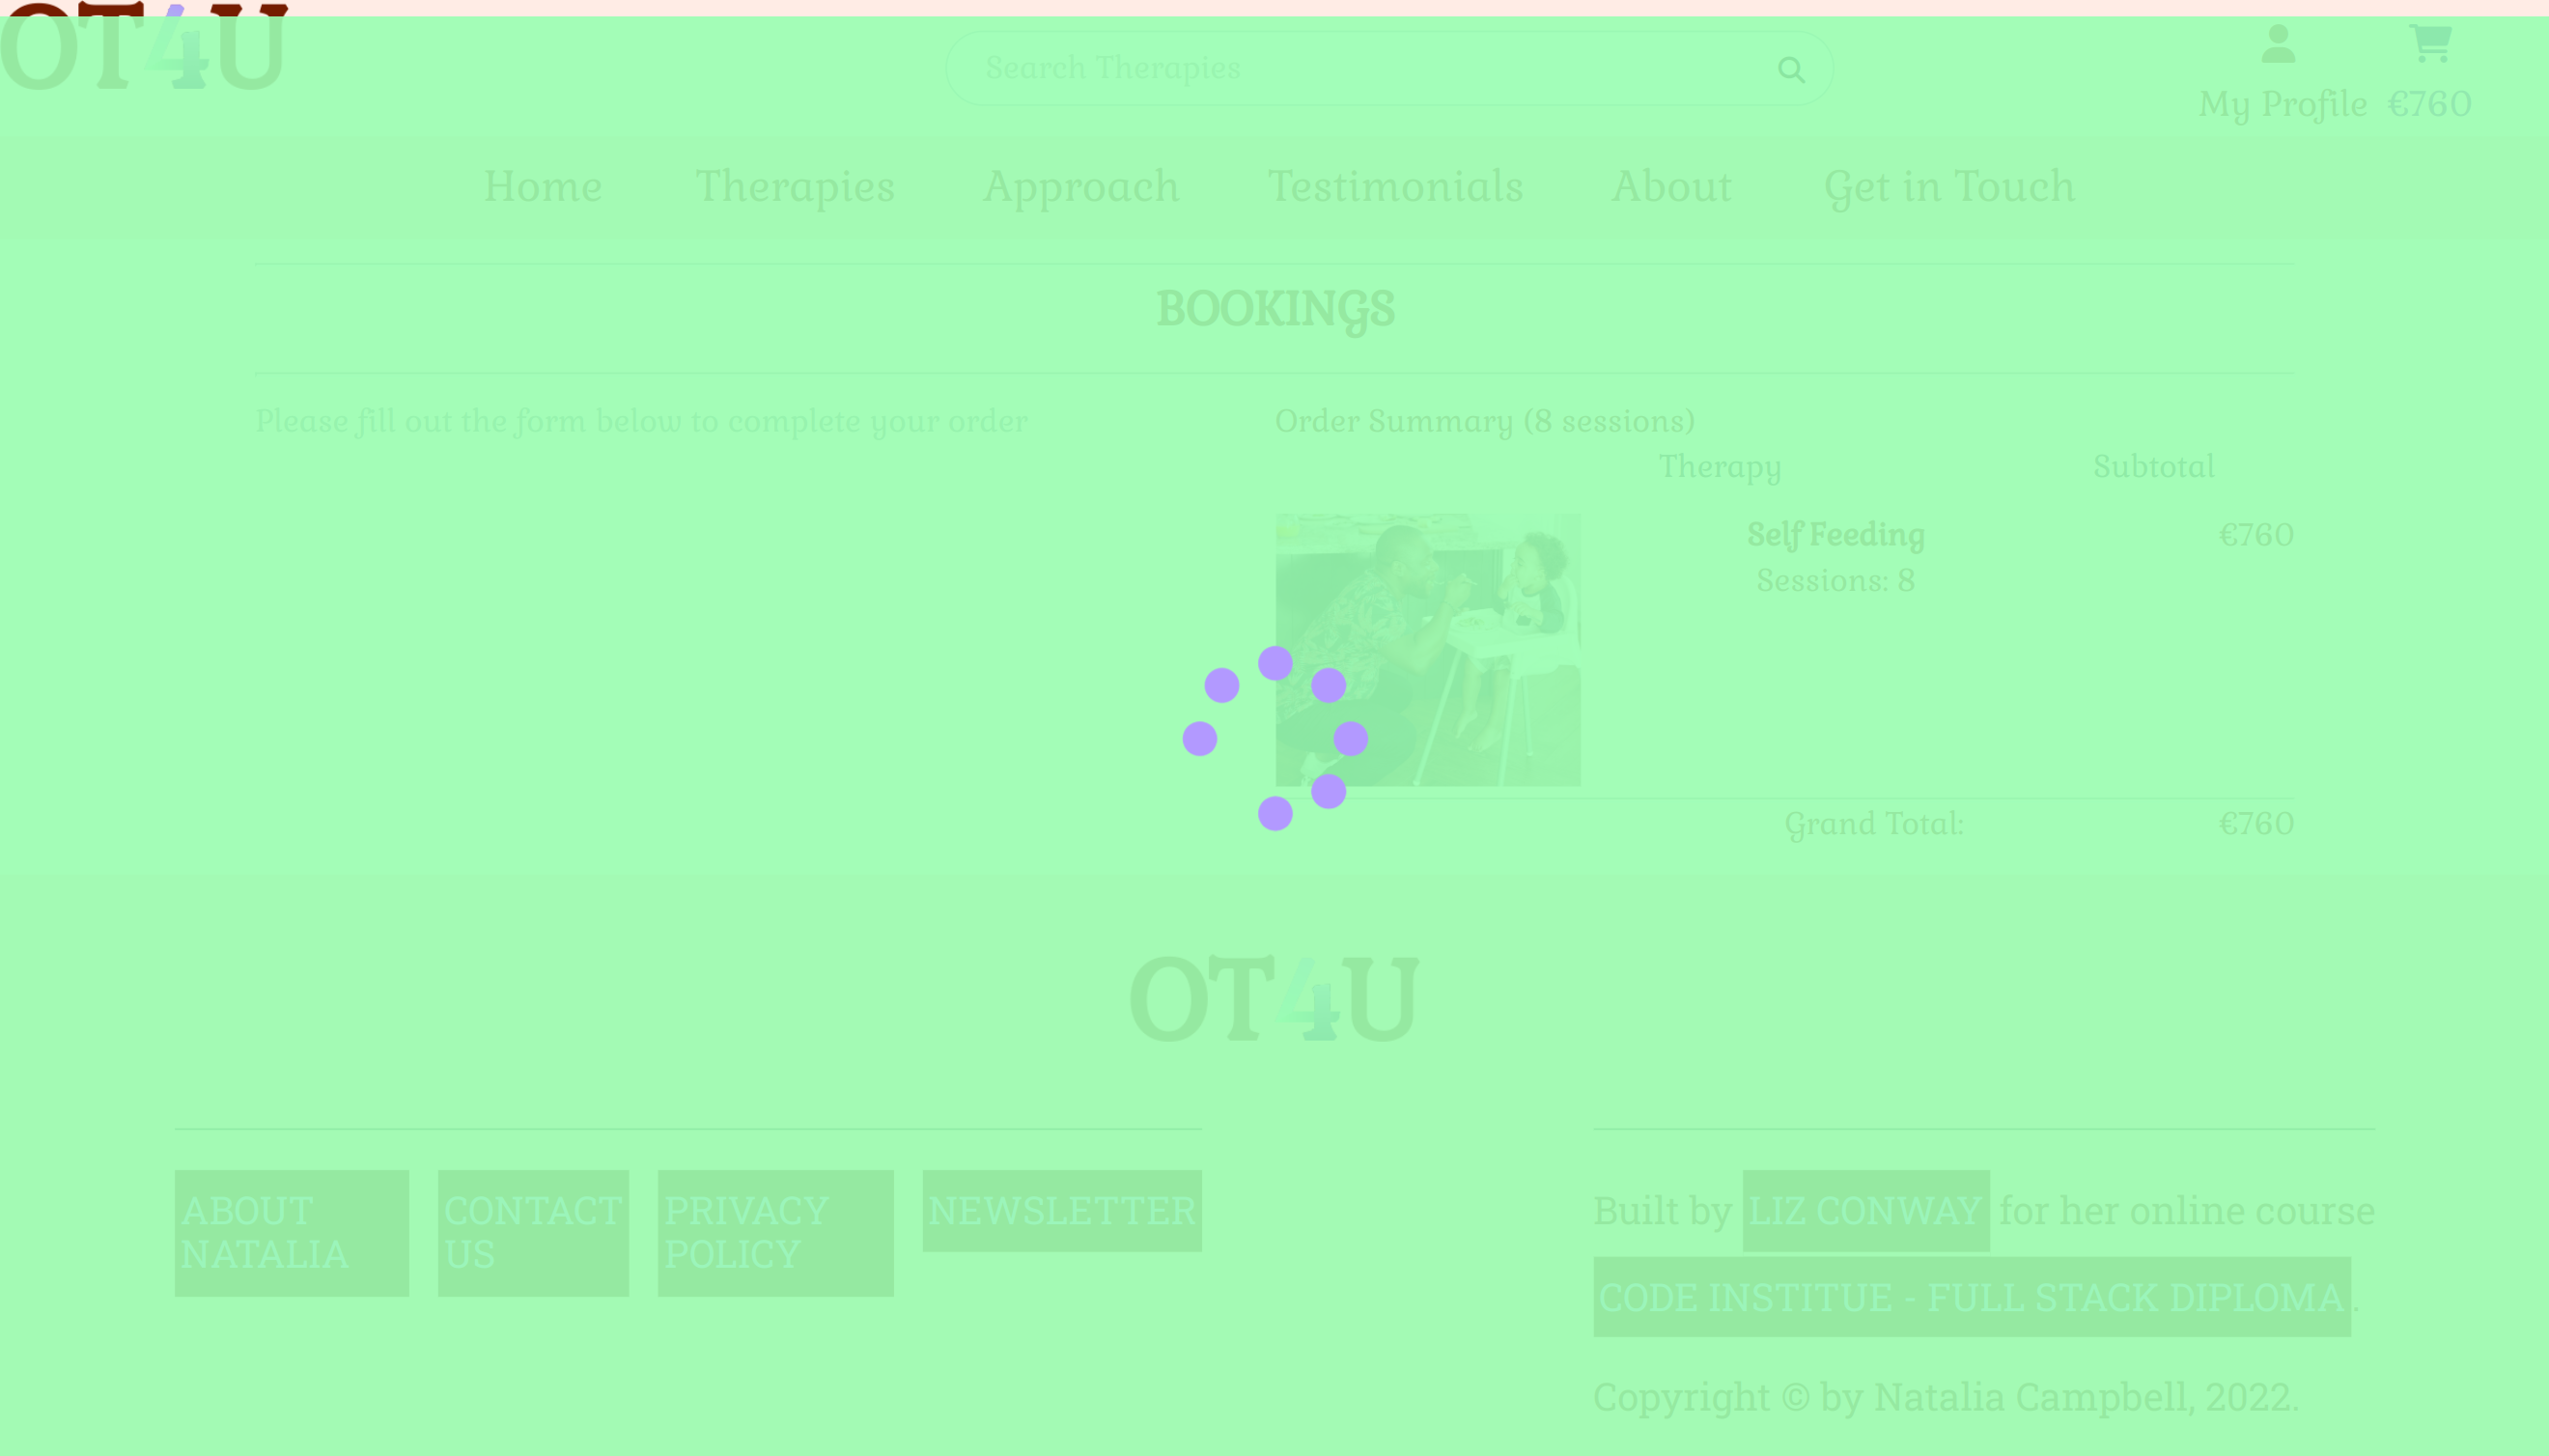 OT4U
Search Therapies
My Profile €760
Home Therapies Approach Testimonials About Get in Touch
BOOKINGS
Please fill out the form below to complete your order
Order Summary (8 sessions)
Therapy Subtotal
Self Feeding €760
Sessions: 8
Grand Total: €760
OT4U
ABOUT NATALIA
CONTACT US
PRIVACY POLICY
NEWSLETTER
Built by LIZ CONWAY for her online course
CODE INSTITUE - FULL STACK DIPLOMA.
Copyright © by Natalia Campbell, 2022.